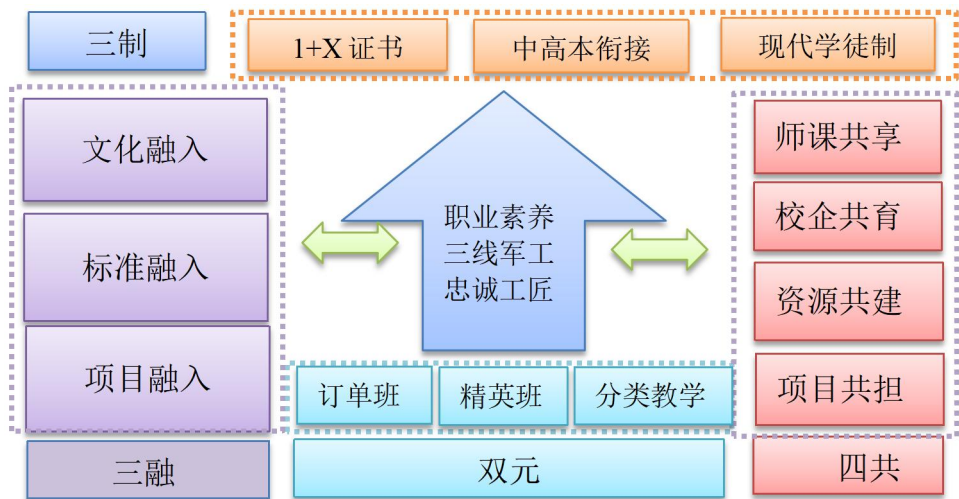 三制
1+X 证书
中高本衔接
现代学徒制
文化融入
标准融入
项目融入
三融
职业素养
三线军工
忠诚工匠
订单班
精英班
分类教学
双元
师课共享
校企共育
资源共建
项目共担
四共